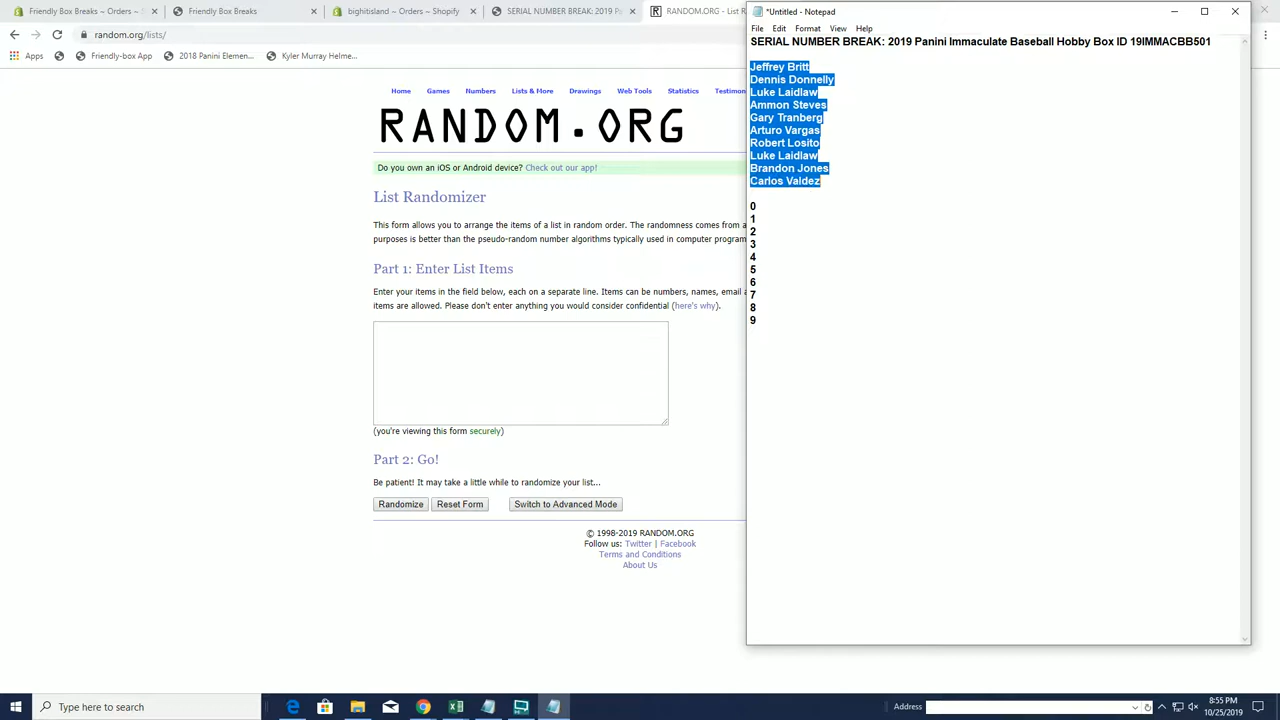 Friendly Box Breaks ~ Orders ~ S
Friendly Box Breaks
bightitisland ~ Orders ~ Shopify
SERIAL NUMBER BREAK: 2019 Pa
RANDOM.ORG - L
random.org/lists/
Apps
Friendly-box App
2018 Panini Elemen...
Kyler Murray Helme...
Home
Games
Numbers
Lists & More
Drawings
Web Tools
Statistics
Testimon
RANDOM.ORG
Do you own an iOS or Android device? Check out our app!
List Randomizer
This form allows you to arrange the items of a list in random order. The randomness comes from a
purposes is better than the pseudo-random number algorithms typically used in computer program
Part 1: Enter List Items
Enter your items in the field below, each on a separate line. Items can be numbers, names, email a
items are allowed. Please don't enter anything you would consider confidential (here's why).
(you're viewing this form securely)
Part 2: Go!
Be patient! It may take a little while to randomize your list...
Randomize
Reset Form
Switch to Advanced Mode
© 1998-2019 RANDOM.ORG
Follow us: Twitter | Facebook
Terms and Conditions
About Us
*Untitled - Notepad
File Edit Format View Help
SERIAL NUMBER BREAK: 2019 Panini Immaculate Baseball Hobby Box ID 19IMMACBB501
Jeffrey Britt
Dennis Donnelly
Luke Laidlaw
Ammon Steves
Gary Tranberg
Arturo Vargas
Robert Losito
Luke Laidlaw
Brandon Jones
Carlos Valdez
0
1
2
3
4
5
6
7
8
9
Type here to search
Address
8:55 PM
10/25/2019